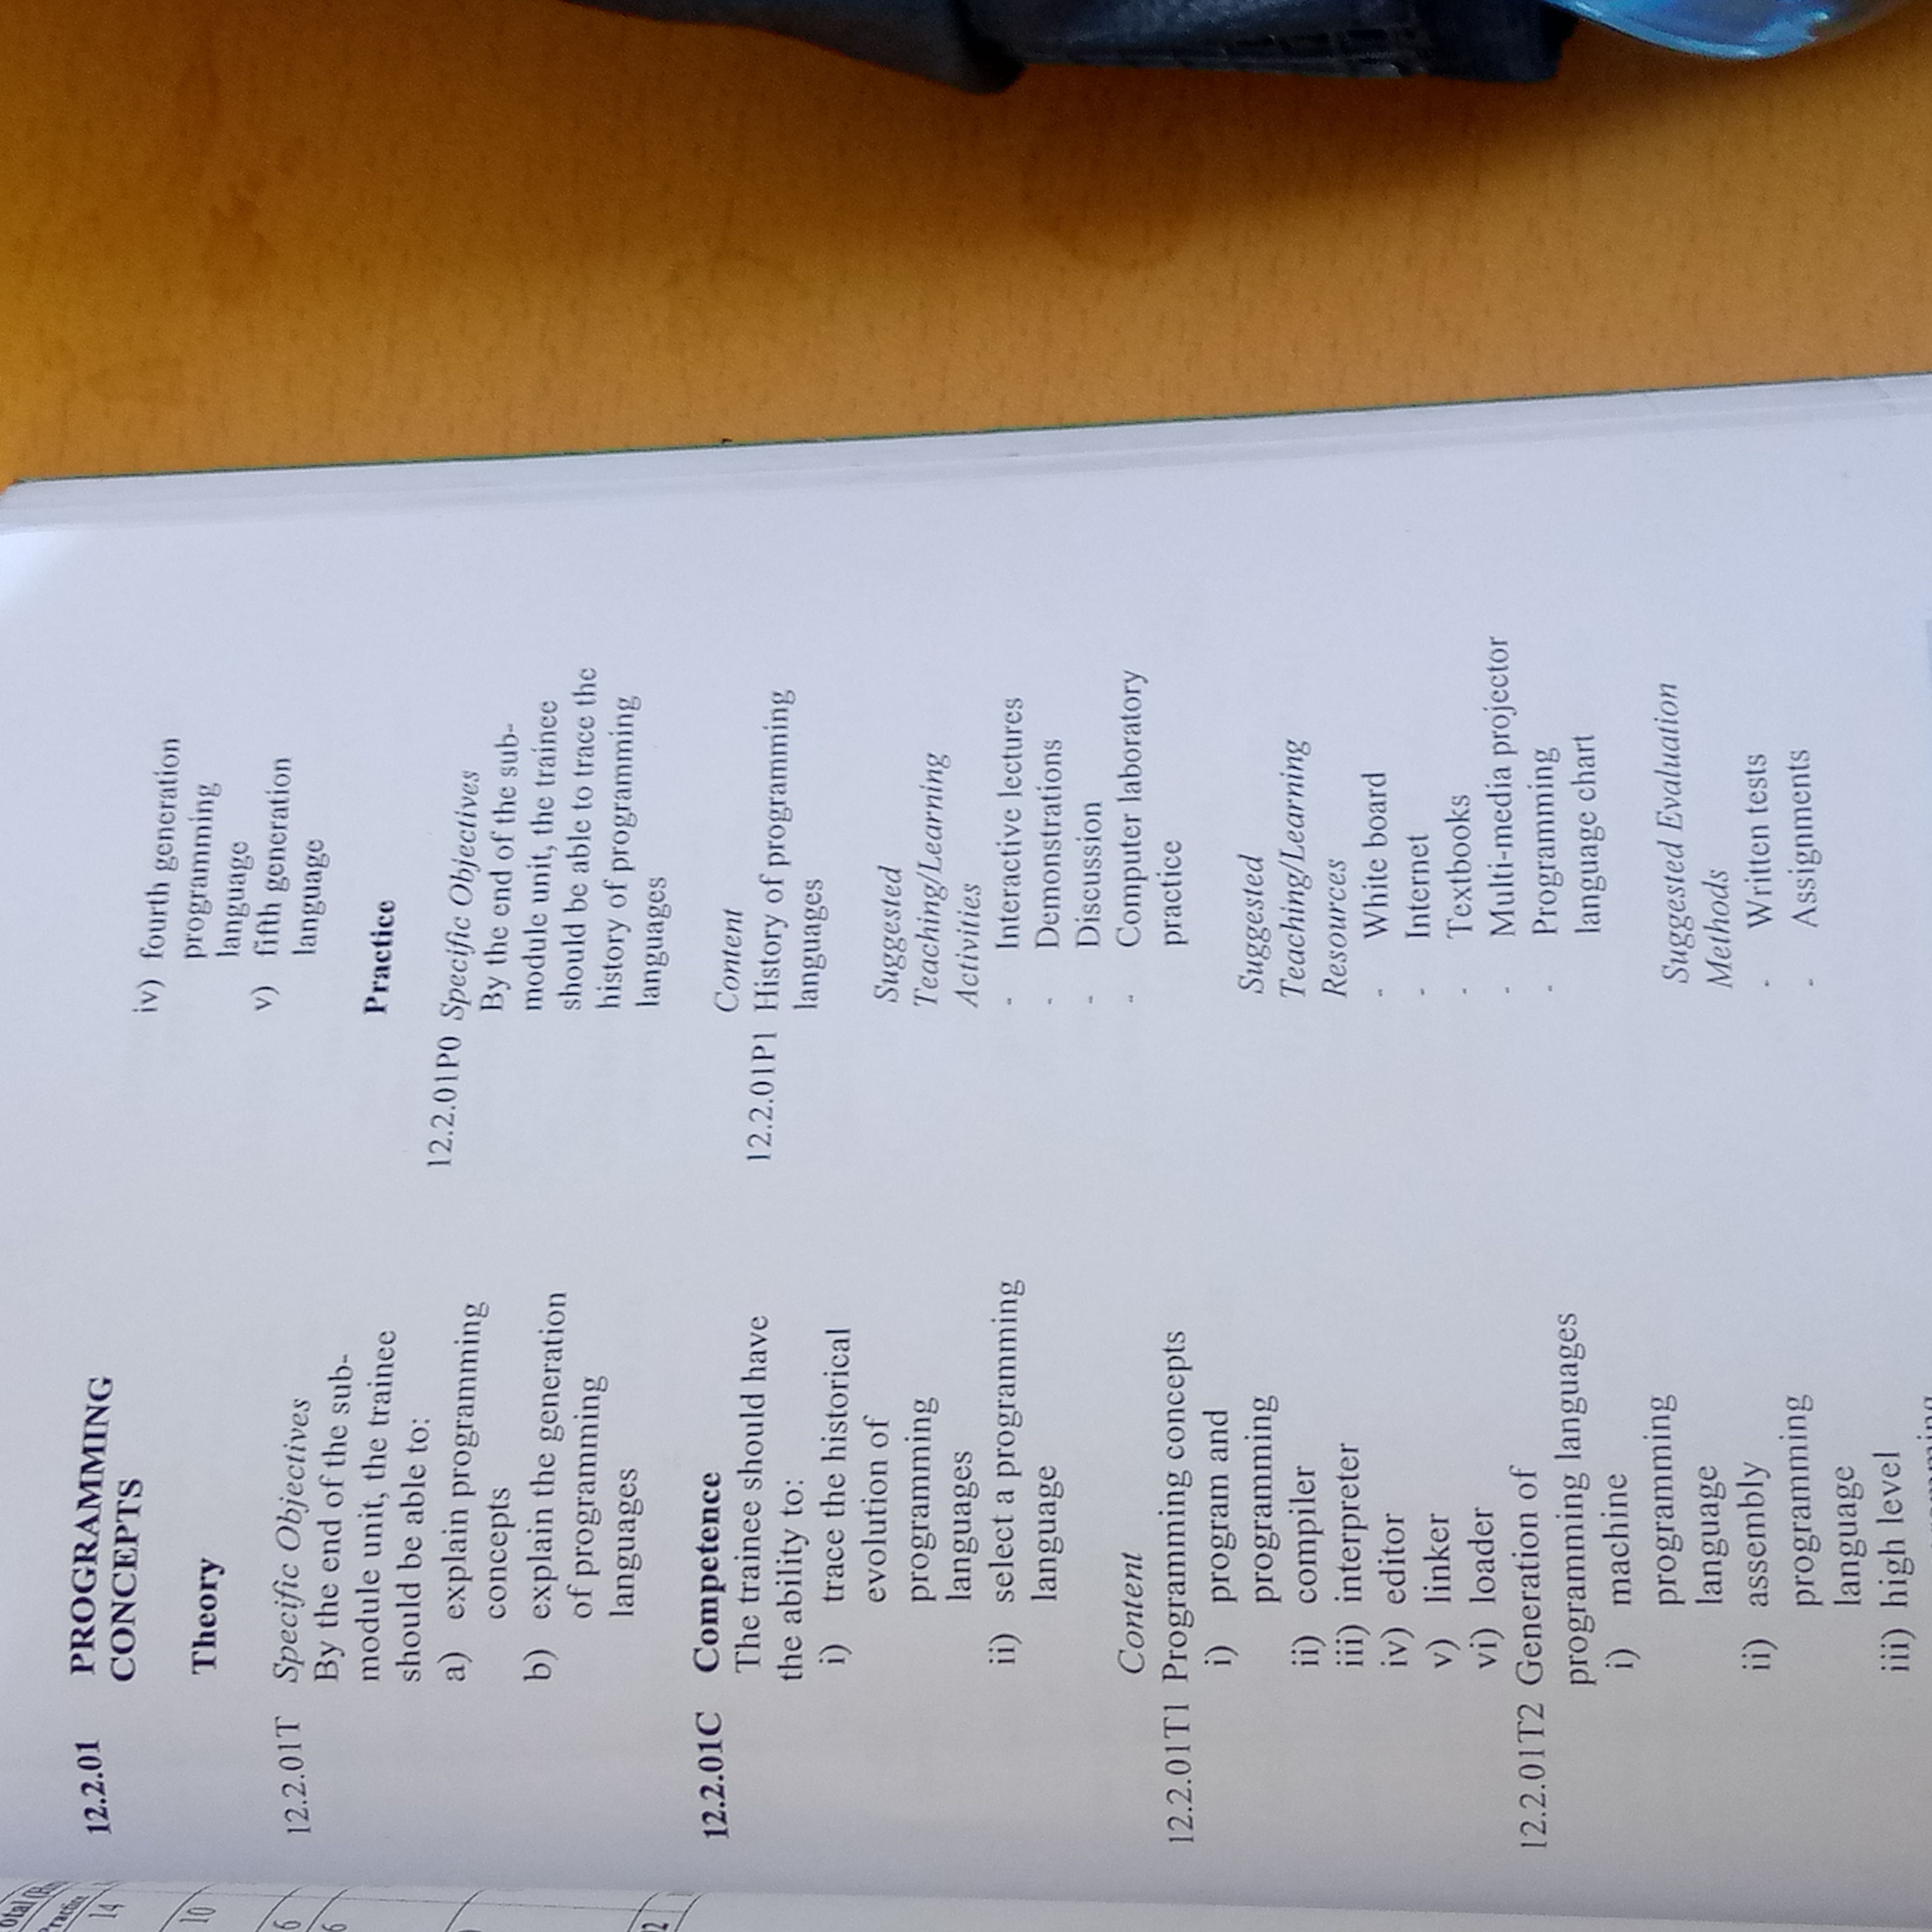 12.2.01 PROGRAMMING
CONCEPTS
Theory
12.2.01T Specific Objectives
By the end of the sub-
module unit, the trainee
should be able to:
a) explain programming
concepts
b) explain the generation
of programming
languages
12.2.01C Competence
The trainee should have
the ability to:
i) trace the historical
evolution of
programming
languages
ii) select a programming
language
Content
12.2.01T1 Programming concepts
i) program and
programming
ii) compiler
iii) interpreter
iv) editor
v) linker
vi) loader
12.2.01T2 Generation of
programming languages
i) machine
programming
language
ii) assembly
programming
language
iii) high level
iv) fourth generation
programming
language
v) fifth generation
language
Practice
12.2.01P0 Specific Objectives
By the end of the sub-
module unit, the trainee
should be able to trace the
history of programming
languages
Content
12.2.01P1 History of programming
languages
Suggested
Teaching/Learning
Activities
- Interactive lectures
- Demonstrations
- Discussion
- Computer laboratory
practice
Suggested
Teaching/Learning
Resources
- White board
- Internet
- Textbooks
- Multi-media projector
- Programming
language chart
Suggested Evaluation
Methods
- Written tests
- Assignments
14
10
6
6